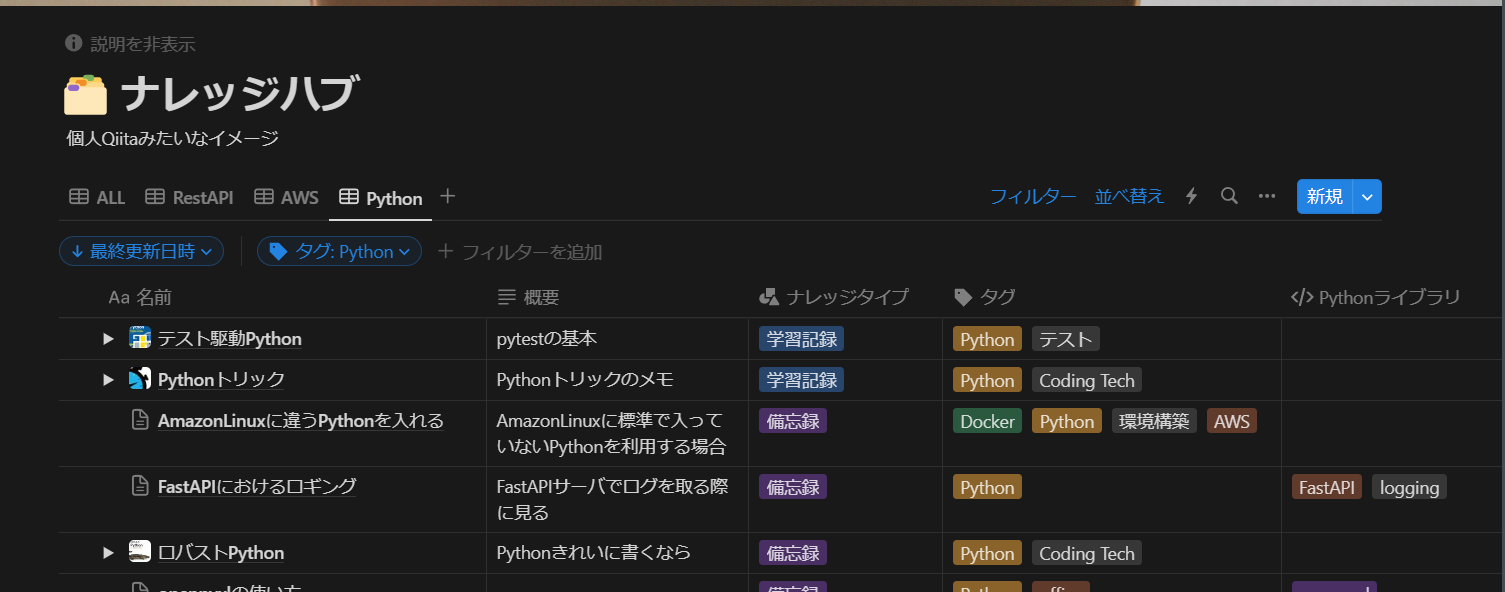 説明を非表示
ナレッジハブ
個人Qiitaみたいなイメージ
ALL RestAPI AWS Python
フィルター 並べ替え 新規
最終更新日時 タグ: Python フィルターを追加
Aa 名前 概要 ナレッジタイプ タグ Pythonライブラリ
テスト駆動Python pytestの基本 学習記録 Python テスト
Pythonトリック Pythonトリックのメモ 学習記録 Python Coding Tech
AmazonLinuxに違うPythonを入れる AmazonLinuxに標準で入って 備忘録 Docker Python 環境構築 AWS
いないPythonを利用する場合
FastAPIにおけるロギング FastAPIサーバでログを取る際 備忘録 Python FastAPI logging
に見る
ロバストPython Pythonきれいに書くなら 備忘録 Python Coding Tech
の使い方 備忘録 Python